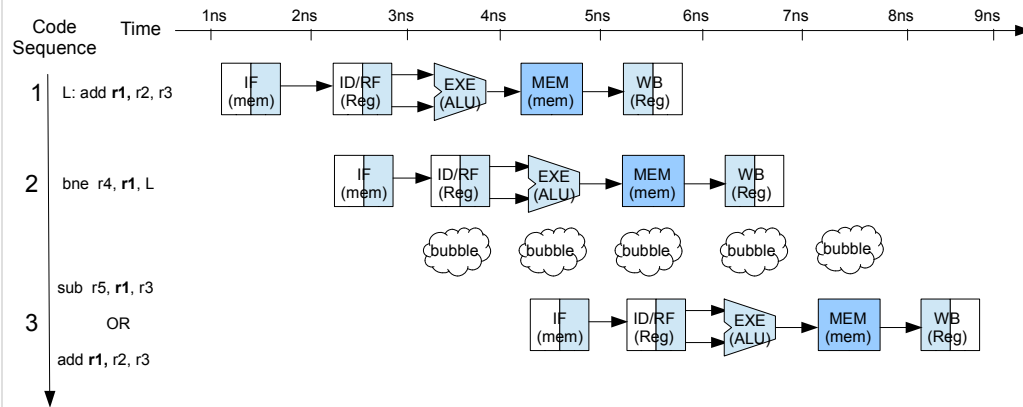 1ns 2ns 3ns 4ns 5ns 6ns 7ns 8ns 9ns
Code
Sequence
Time
1
L: add r1, r2, r3
IF
(mem)
ID/RF
(Reg)
EXE
(ALU)
MEM
(mem)
WB
(Reg)
2
bne r4, r1, L
IF
(mem)
ID/RF
(Reg)
EXE
(ALU)
MEM
(mem)
WB
(Reg)
bubble bubble bubble bubble bubble
sub r5, r1, r3
3
OR
add r1, r2, r3
IF
(mem)
ID/RF
(Reg)
EXE
(ALU)
MEM
(mem)
WB
(Reg)